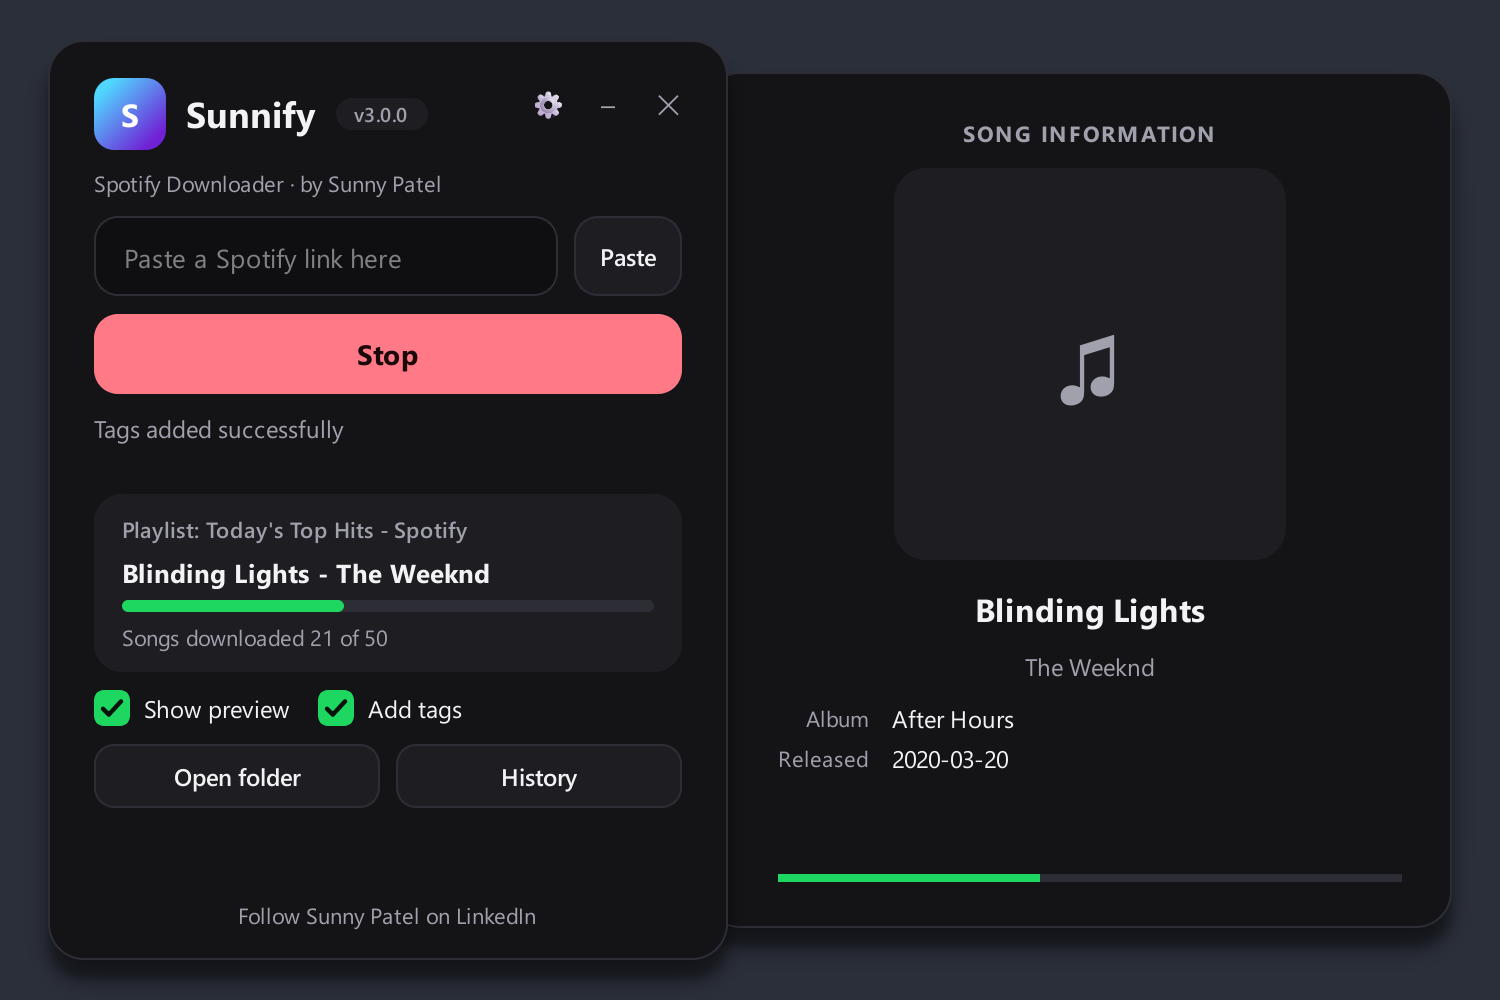 S
Sunnify
v3.0.0
Spotify Downloader · by Sunny Patel
Paste a Spotify link here
Paste
Stop
Tags added successfully
Playlist: Today's Top Hits - Spotify
Blinding Lights - The Weeknd
Songs downloaded 21 of 50
Show preview
Add tags
Open folder
History
Follow Sunny Patel on LinkedIn
SONG INFORMATION
Blinding Lights
The Weeknd
Album After Hours
Released 2020-03-20